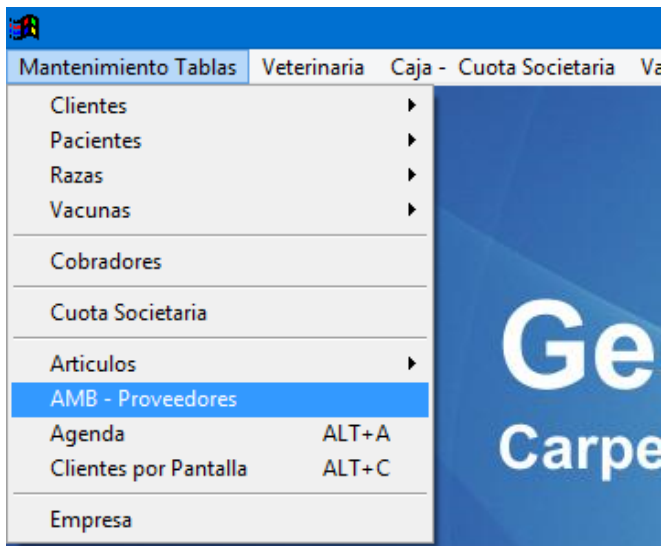 Mantenimiento Tablas Veterinaria Caja - Cuota Societaria Va
Clientes
Pacientes
Razas
Vacunas
Cobradores
Cuota Societaria
Articulos
AMB - Proveedores
Agenda ALT+A
Clientes por Pantalla ALT+C
Empresa
Ge
Carpe